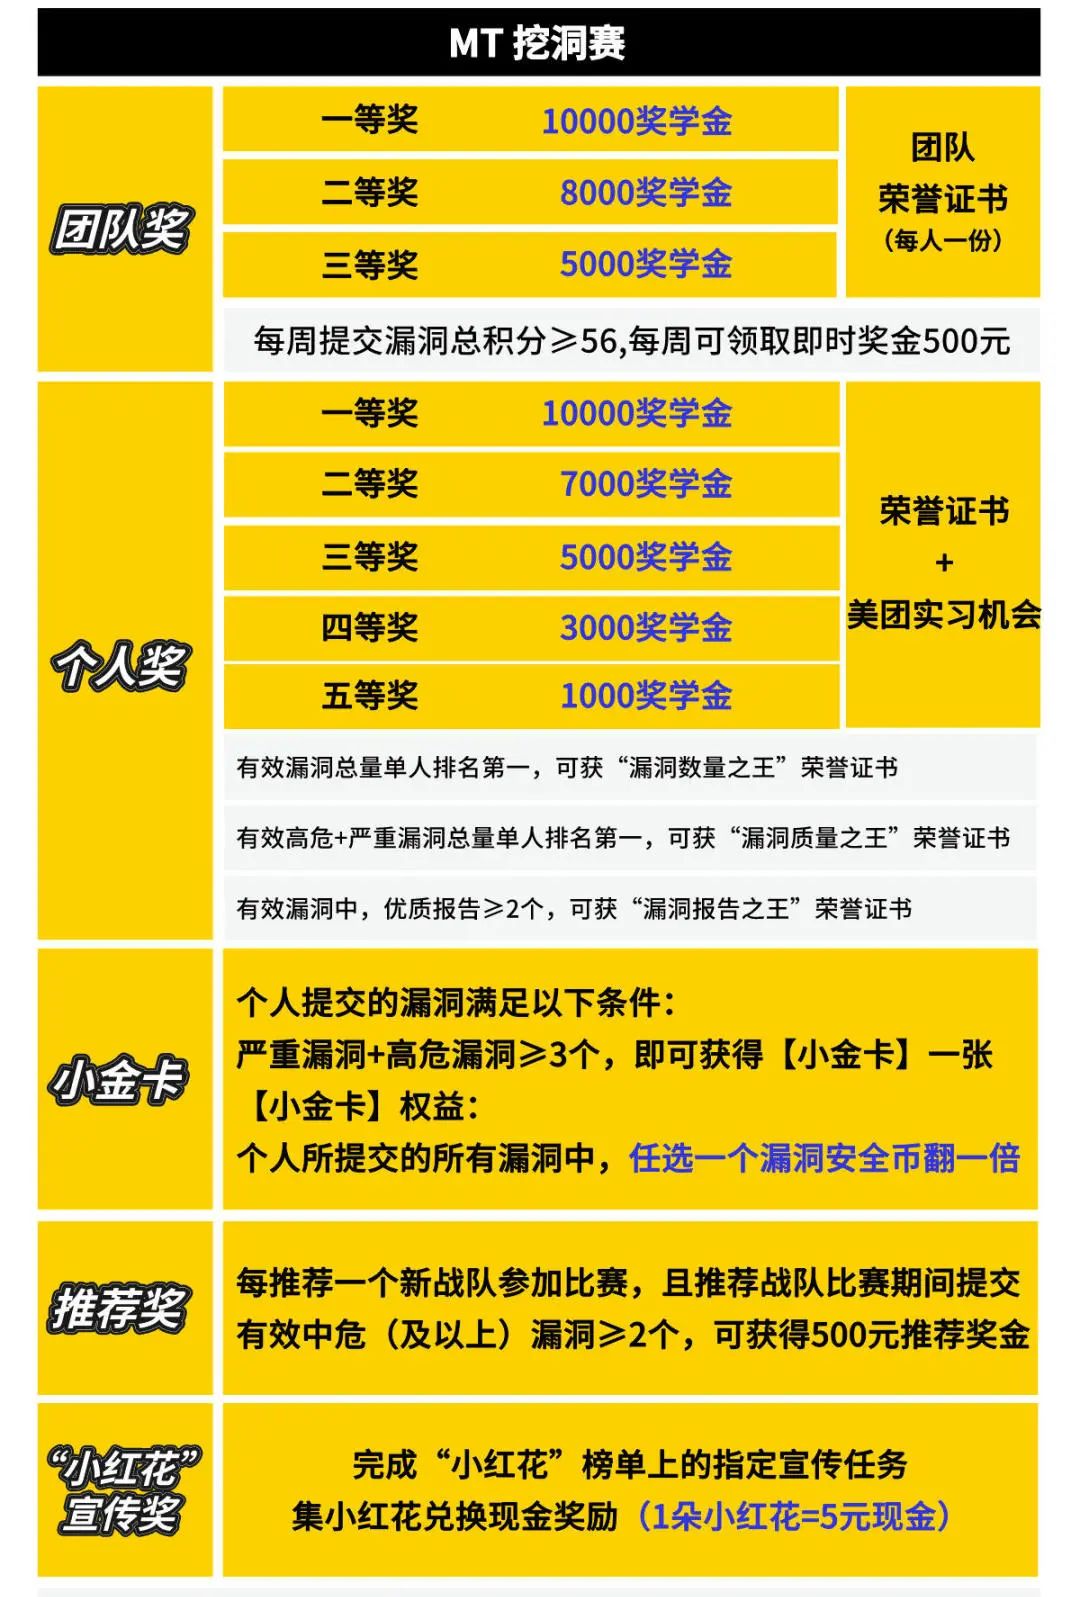 MT 挖洞赛
团队奖
一等奖 10000奖学金
二等奖 8000奖学金
三等奖 5000奖学金
团队
荣誉证书
（每人一份）
每周提交漏洞总积分≥56,每周可领取即时奖金500元
个人奖
一等奖 10000奖学金
二等奖 7000奖学金
三等奖 5000奖学金
四等奖 3000奖学金
五等奖 1000奖学金
荣誉证书
+
美团实习机会
有效漏洞总量单人排名第一，可获“漏洞数量之王”荣誉证书
有效高危+严重漏洞总量单人排名第一，可获“漏洞质量之王”荣誉证书
有效漏洞中，优质报告≥2个，可获“漏洞报告之王”荣誉证书
小金卡
个人提交的漏洞满足以下条件：
严重漏洞+高危漏洞≥3个，即可获得【小金卡】一张
【小金卡】权益：
个人所提交的所有漏洞中，任选一个漏洞安全币翻一倍
推荐奖
每推荐一个新战队参加比赛，且推荐战队比赛期间提交
有效中危（及以上）漏洞≥2个，可获得500元推荐奖金
“小红花”
宣传奖
完成“小红花”榜单上的指定宣传任务
集小红花兑换现金奖励（1朵小红花=5元现金）